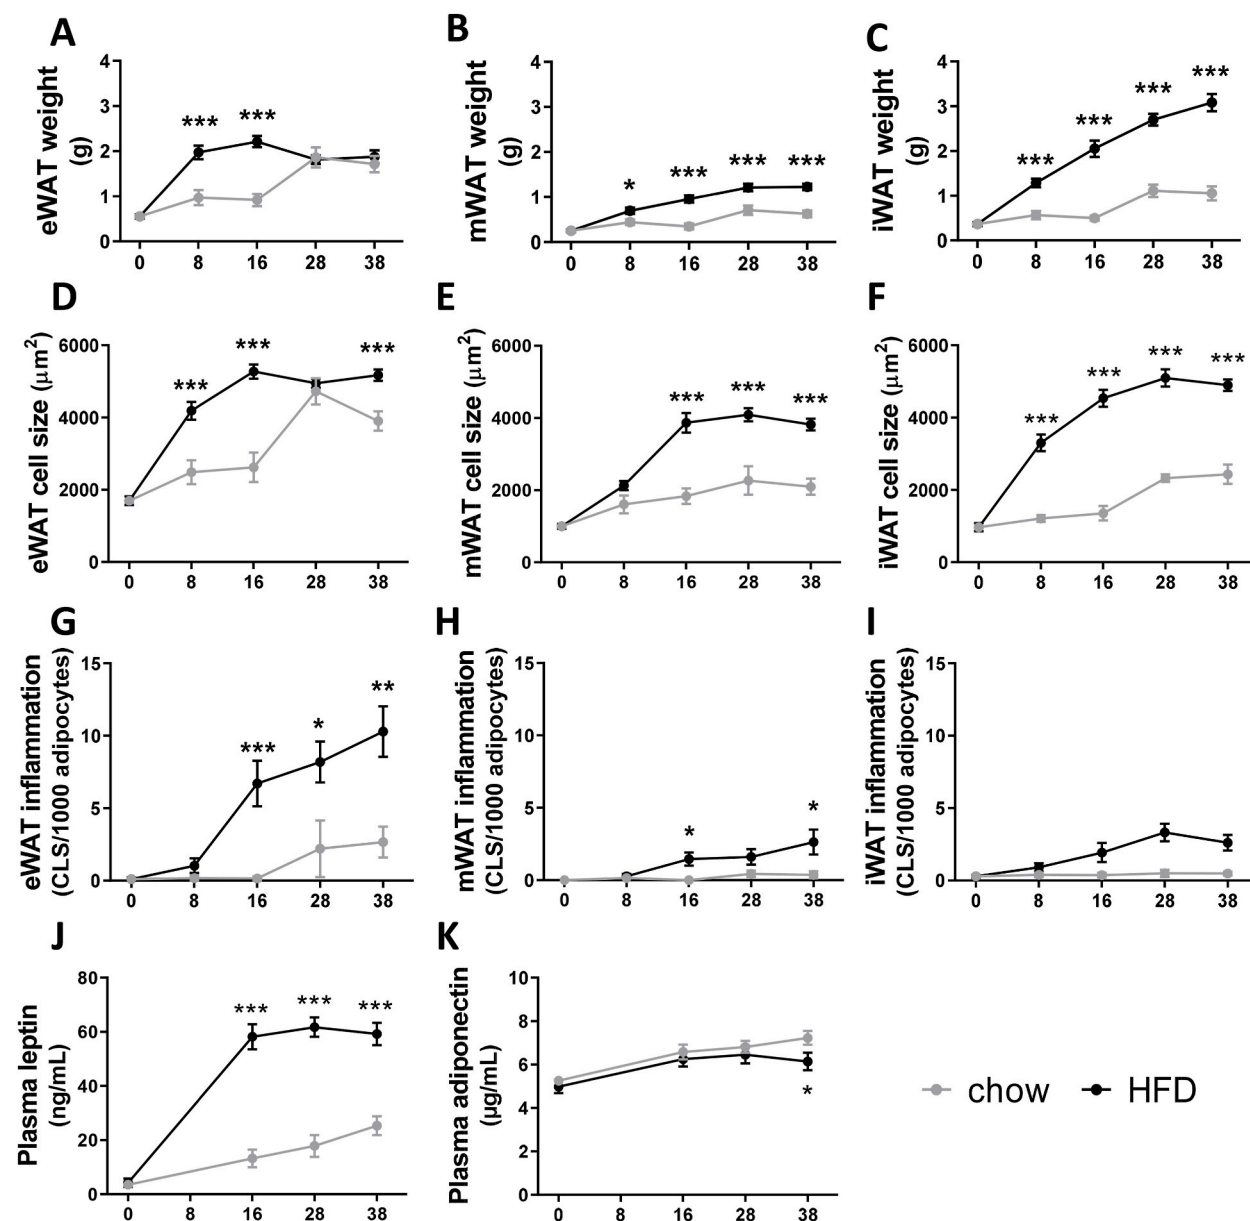 A
eWAT weight
(g)
4
3
2
1
0
***
***
0 8 16 28 38
B
mWAT weight
(g)
4
3
2
1
0
*
***
***
***
0 8 16 28 38
C
iWAT weight
(g)
4
3
2
1
0
***
***
***
***
0 8 16 28 38
D
eWAT cell size (μm²)
6000
4000
2000
0
***
***
***
0 8 16 28 38
E
mWAT cell size (μm²)
6000
4000
2000
0
***
***
***
0 8 16 28 38
F
iWAT cell size (μm²)
6000
4000
2000
0
***
***
***
***
0 8 16 28 38
G
eWAT inflammation
(CLS/1000 adipocytes)
15
10
5
0
***
*
**
0 8 16 28 38
H
mWAT inflammation
(CLS/1000 adipocytes)
15
10
5
0
*
*
0 8 16 28 38
I
iWAT inflammation
(CLS/1000 adipocytes)
15
10
5
0
0 8 16 28 38
J
Plasma leptin
(ng/mL)
80
60
40
20
0
***
***
***
0 8 16 28 38
K
Plasma adiponectin
(μg/mL)
10
8
6
4
2
0
*
0 8 16 28 38
chow HFD